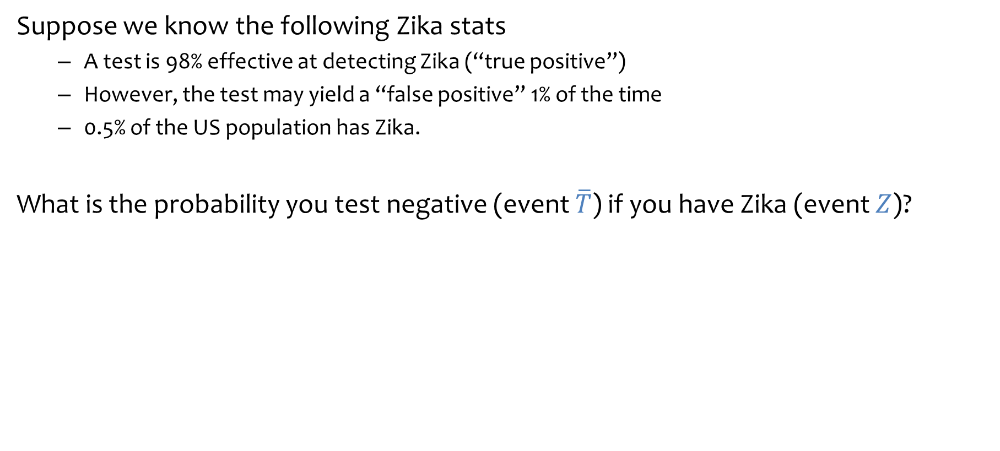 Suppose we know the following Zika stats
– A test is 98% effective at detecting Zika (“true positive”)
– However, the test may yield a “false positive” 1% of the time
– 0.5% of the US population has Zika.
What is the probability you test negative (event T̅) if you have Zika (event Z)?